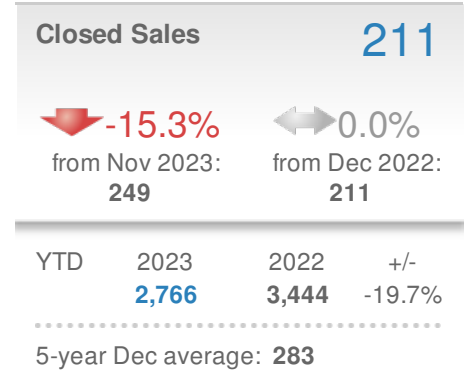 Closed Sales 211
-15.3% 0.0%
from Nov 2023: from Dec 2022:
249 211
YTD 2023 2022 +/-
2,766 3,444 -19.7%
5-year Dec average: 283